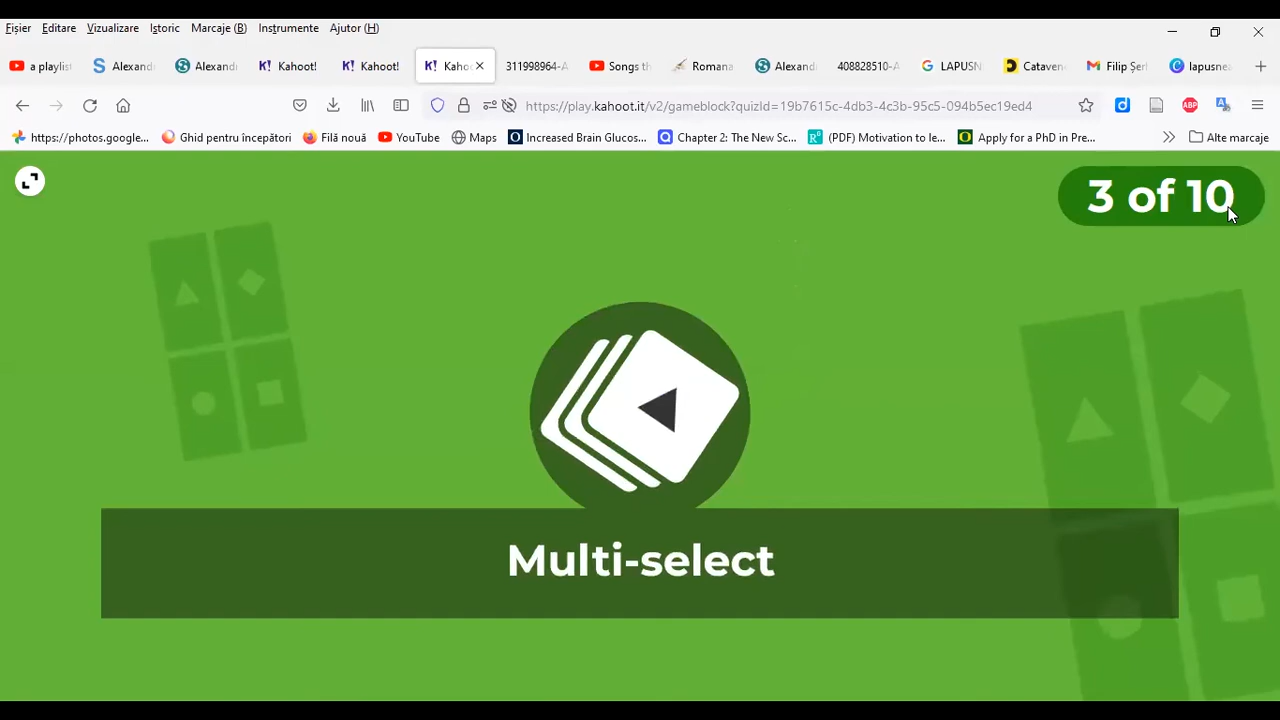 Fișier Editare Vizualizare Istoric Marcaje (B) Instrumente Ajutor (H)
a playlis Alexand Alexand K! Kahoot! K! Kahoot! K! Kahoo 311998964-A Songs th Romana Alexand 408828510-A LAPUSN Cataven Filip Șer lapusnea
https://play.kahoot.it/v2/gameblock?quizId=19b7615c-4db3-4c3b-95c5-094b5ec19ed4
https://photos.google... Ghid pentru începători Filă nouă YouTube Maps Increased Brain Glucos... Chapter 2: The New Sc... (PDF) Motivation to le... Apply for a PhD in Pre... Alte marcaje
3 of 10
Multi-select